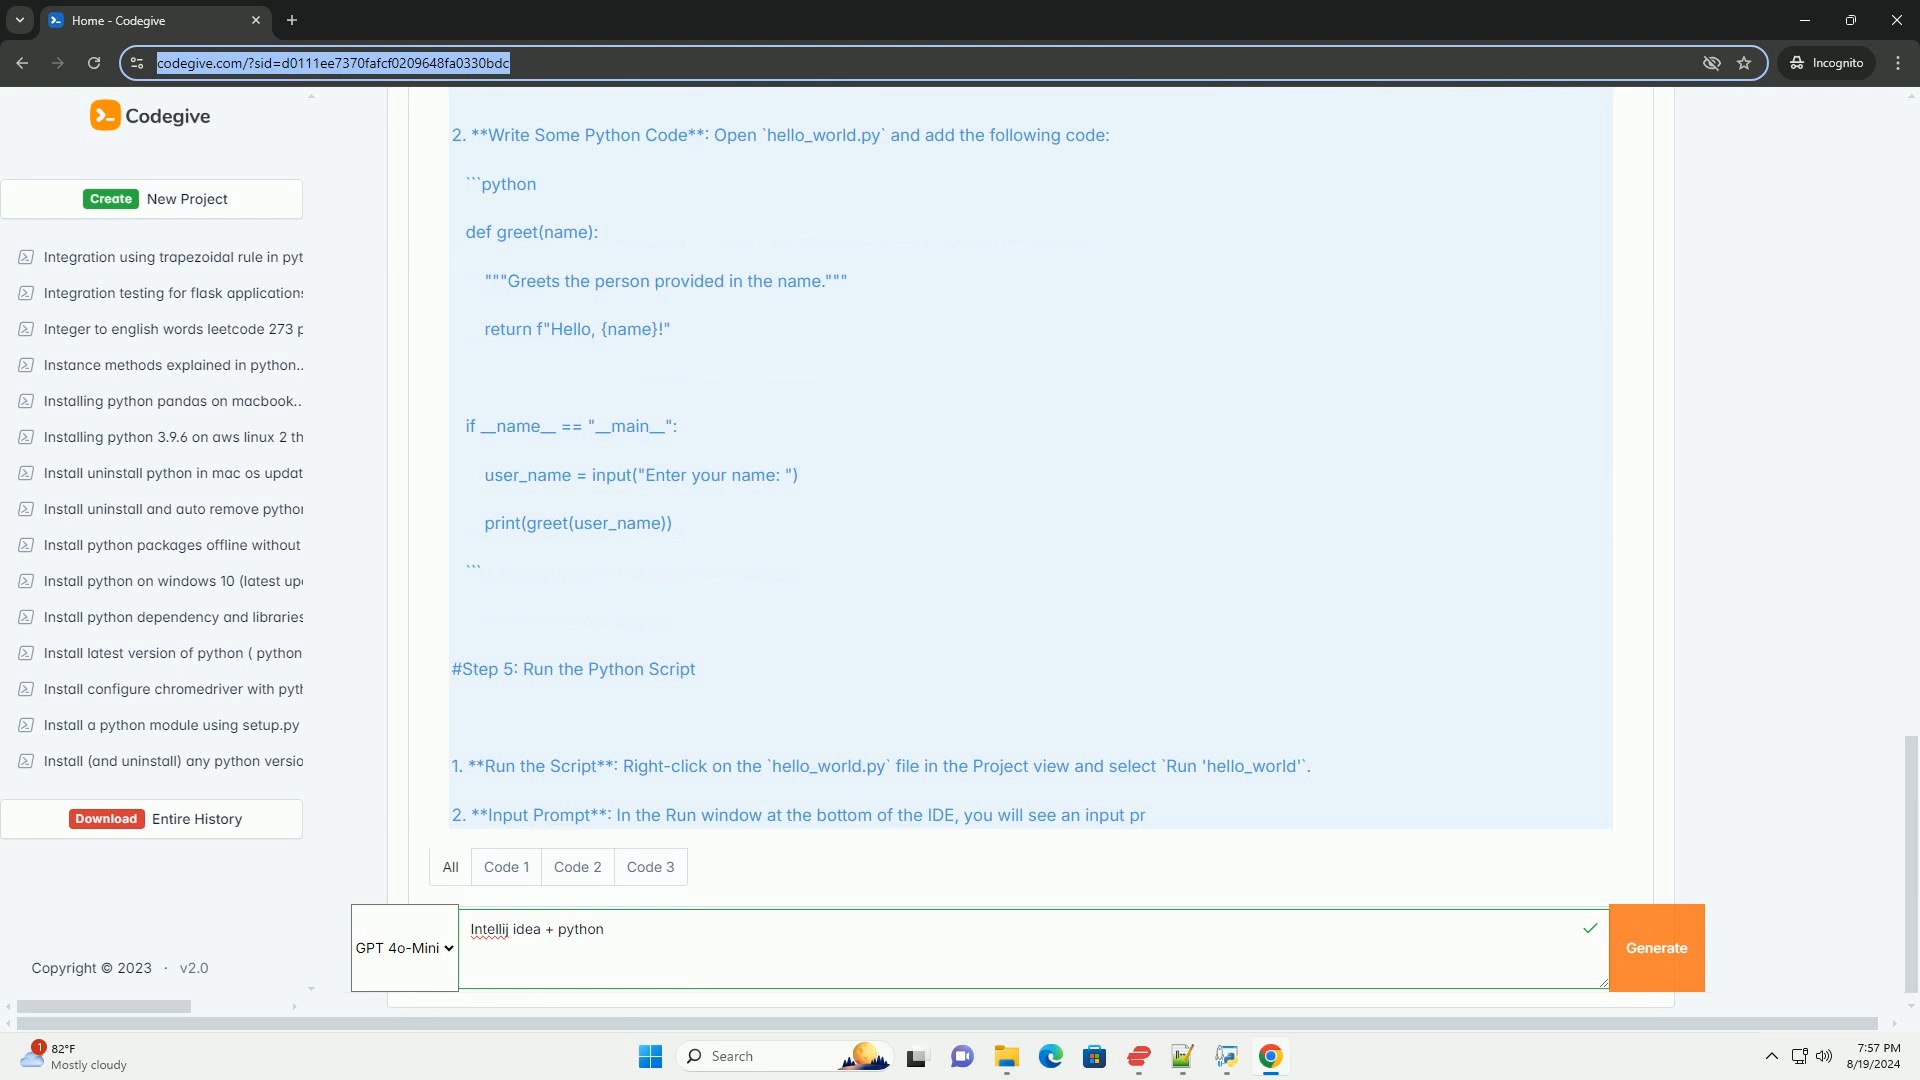 Home - Codegive
codegive.com/?sid=d0111ee7370fafcf0209648fa0330bdc
Incognito
Codegive
Create New Project
Integration using trapezoidal rule in pyt
Integration testing for flask applications
Integer to english words leetcode 273 p
Instance methods explained in python..
Installing python pandas on macbook..
Installing python 3.9.6 on aws linux 2 th
Install uninstall python in mac os updat
Install uninstall and auto remove python
Install python packages offline without
Install python on windows 10 (latest upd
Install python dependency and libraries
Install latest version of python ( python
Install configure chromedriver with pyth
Install a python module using setup.py
Install (and uninstall) any python versio
Download Entire History
Copyright © 2023 · v2.0
2. **Write Some Python Code**: Open `hello_world.py` and add the following code:
```python
def greet(name):
"""Greets the person provided in the name."""
return f"Hello, {name}!"
if __name__ == "__main__":
user_name = input("Enter your name: ")
print(greet(user_name))
```
#Step 5: Run the Python Script
1. **Run the Script**: Right-click on the `hello_world.py` file in the Project view and select `Run 'hello_world'`.
2. **Input Prompt**: In the Run window at the bottom of the IDE, you will see an input pr
All Code 1 Code 2 Code 3
GPT 4o-Mini
Intellij idea + python
Generate
1
82°F
Mostly cloudy
Search
7:57 PM
8/19/2024